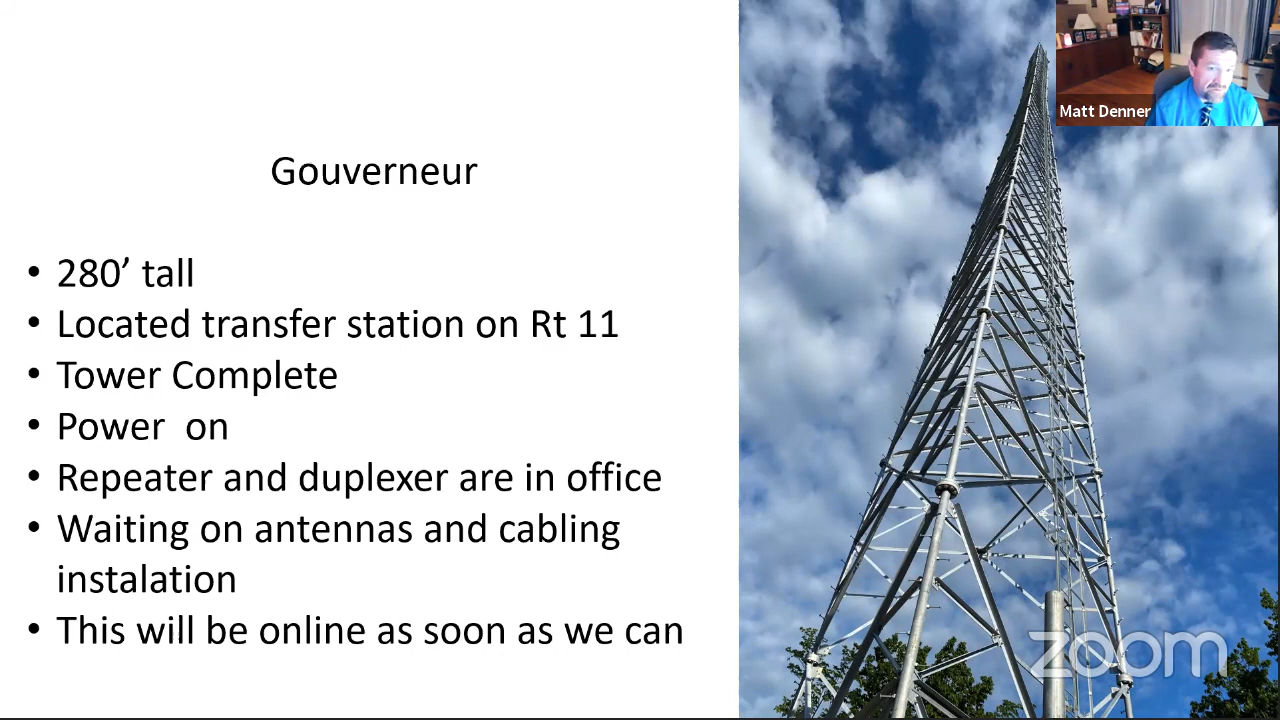 Gouverneur
• 280’ tall
• Located transfer station on Rt 11
• Tower Complete
• Power  on
• Repeater and duplexer are in office
• Waiting on antennas and cabling
instalation
• This will be online as soon as we can
Matt Denner
zoom